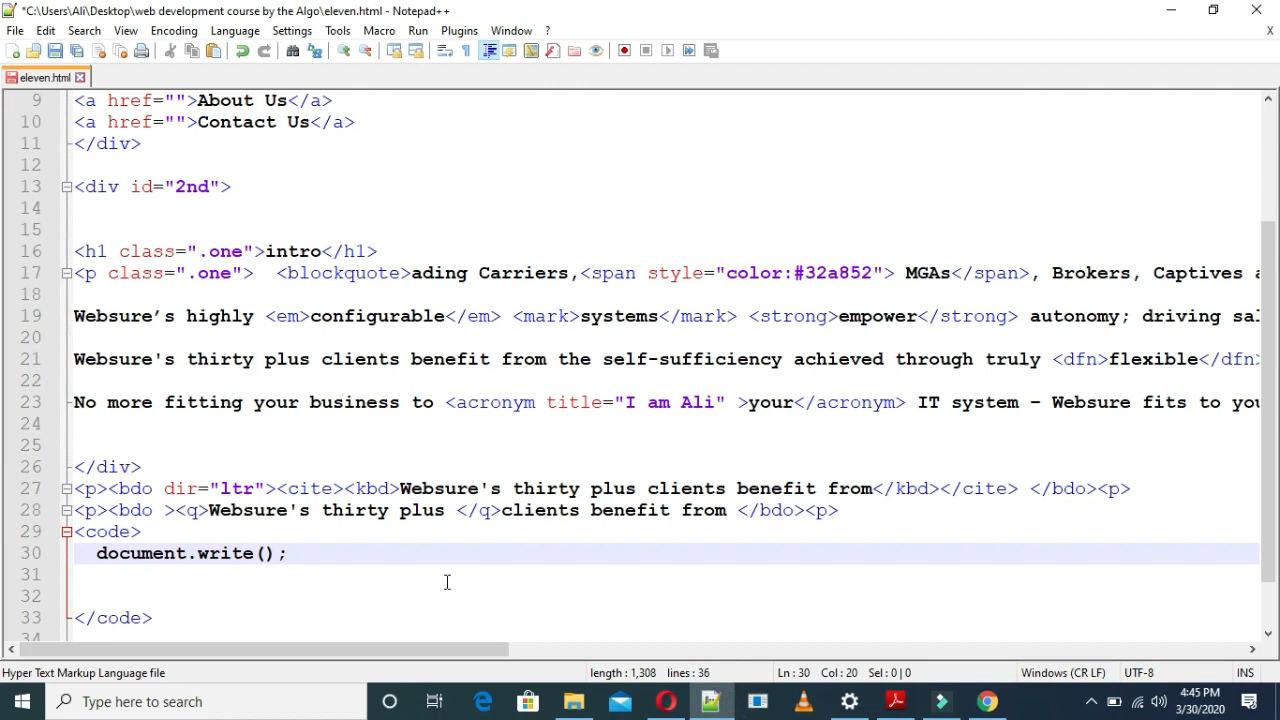 *C:\Users\Ali\Desktop\web development course by the Algo\eleven.html - Notepad++
File Edit Search View Encoding Language Settings Tools Macro Run Plugins Window ? X
eleven.html
9 <a href="">About Us</a>
10 <a href="">Contact Us</a>
11 </div>
12
13 <div id="2nd">
14
15
16 <h1 class=".one">intro</h1>
17 <p class=".one">  <blockquote>ading Carriers,<span style="color:#32a852"> MGAs</span>, Brokers, Captives a
18
19 Websure’s highly <em>configurable</em> <mark>systems</mark> <strong>empower</strong> autonomy; driving sal
20
21 Websure's thirty plus clients benefit from the self-sufficiency achieved through truly <dfn>flexible</dfn>
22
23 No more fitting your business to <acronym title="I am Ali" >your</acronym> IT system – Websure fits to you
24
25
26 </div>
27 <p><bdo dir="ltr"><cite><kbd>Websure's thirty plus clients benefit from</kbd></cite> </bdo><p>
28 <p><bdo ><q>Websure's thirty plus </q>clients benefit from </bdo><p>
29 <code>
30   document.write();
31
32
33 </code>
34
Hyper Text Markup Language file length : 1,308 lines : 36 Ln : 30 Col : 20 Sel : 0 | 0 Windows (CR LF) UTF-8 INS
Type here to search 4:45 PM
3/30/2020